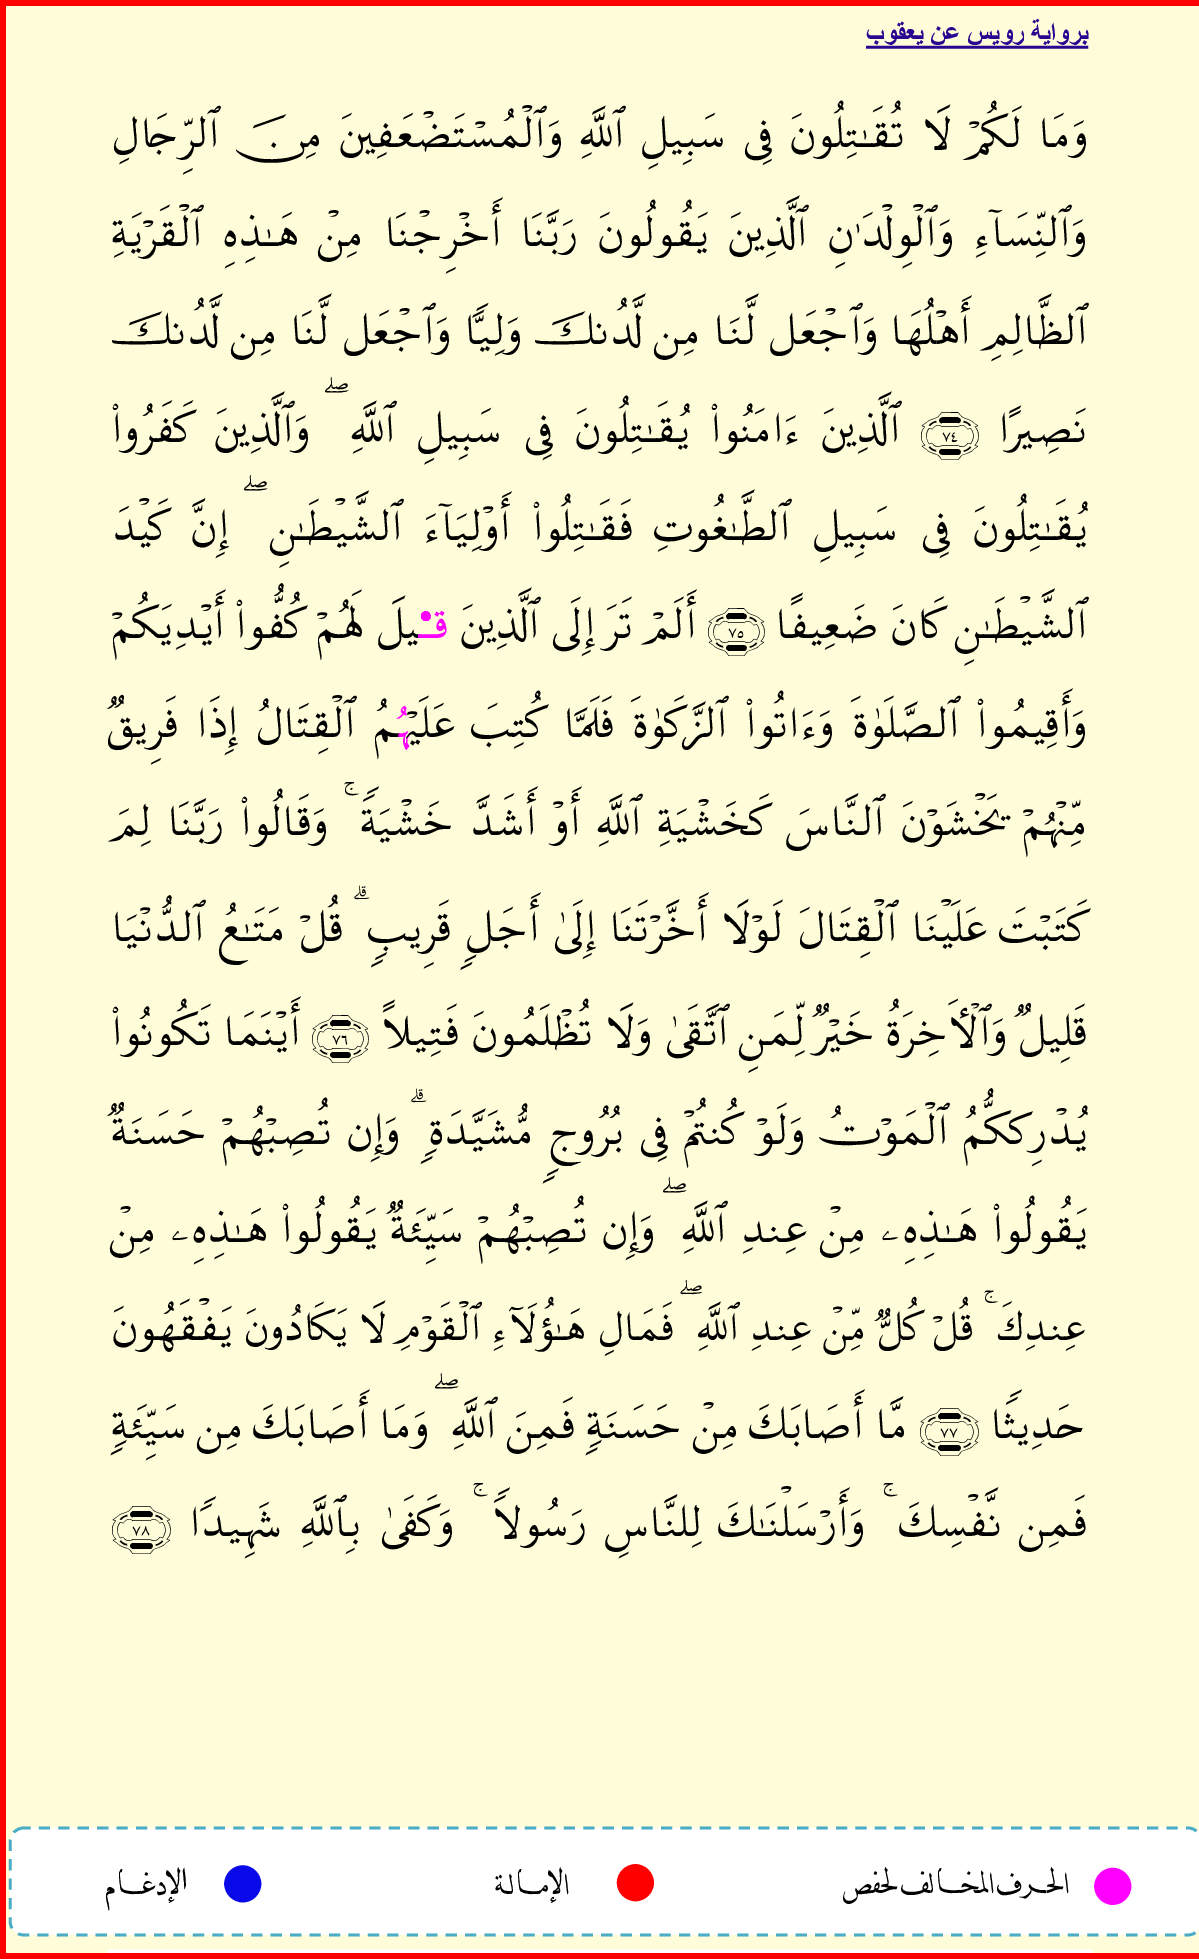 برواية رويس عن يعقوب
وَمَا لَكُمۡ لَا تُقَٰتِلُونَ فِي سَبِيلِ ٱللَّهِ وَٱلۡمُسۡتَضۡعَفِينَ مِنَ ٱلرِّجَالِ
وَٱلنِّسَآءِ وَٱلۡوِلۡدَٰنِ ٱلَّذِينَ يَقُولُونَ رَبَّنَا أَخۡرِجۡنَا مِنۡ هَٰذِهِ ٱلۡقَرۡيَةِ
ٱلظَّالِمِ أَهۡلُهَا وَٱجۡعَل لَّنَا مِن لَّدُنكَ وَلِيّٗا وَٱجۡعَل لَّنَا مِن لَّدُنكَ
نَصِيرًا ٧٤ ٱلَّذِينَ ءَامَنُواْ يُقَٰتِلُونَ فِي سَبِيلِ ٱللَّهِۖ وَٱلَّذِينَ كَفَرُواْ
يُقَٰتِلُونَ فِي سَبِيلِ ٱلطَّٰغُوتِ فَقَٰتِلُواْ أَوۡلِيَآءَ ٱلشَّيۡطَٰنِۖ إِنَّ كَيۡدَ
ٱلشَّيۡطَٰنِ كَانَ ضَعِيفًا ٧٥ أَلَمۡ تَرَ إِلَى ٱلَّذِينَ قِيلَ لَهُمۡ كُفُّواْ أَيۡدِيَكُمۡ
وَأَقِيمُواْ ٱلصَّلَوٰةَ وَءَاتُواْ ٱلزَّكَوٰةَ فَلَمَّا كُتِبَ عَلَيۡهُمُ ٱلۡقِتَالُ إِذَا فَرِيقٞ
مِّنۡهُمۡ يَخۡشَوۡنَ ٱلنَّاسَ كَخَشۡيَةِ ٱللَّهِ أَوۡ أَشَدَّ خَشۡيَةٗۚ وَقَالُواْ رَبَّنَا لِمَ
كَتَبۡتَ عَلَيۡنَا ٱلۡقِتَالَ لَوۡلَا أَخَّرۡتَنَا إِلَىٰ أَجَلٖ قَرِيبٖۗ قُلۡ مَتَٰعُ ٱلدُّنۡيَا
قَلِيلٞ وَٱلۡأٓخِرَةُ خَيۡرٞ لِّمَنِ ٱتَّقَىٰ وَلَا تُظۡلَمُونَ فَتِيلًا ٧٦ أَيۡنَمَا تَكُونُواْ
يُدۡرِككُّمُ ٱلۡمَوۡتُ وَلَوۡ كُنتُمۡ فِي بُرُوجٖ مُّشَيَّدَةٖۗ وَإِن تُصِبۡهُمۡ حَسَنَةٞ
يَقُولُواْ هَٰذِهِۦ مِنۡ عِندِ ٱللَّهِۖ وَإِن تُصِبۡهُمۡ سَيِّئَةٞ يَقُولُواْ هَٰذِهِۦ مِنۡ
عِندِكَۚ قُلۡ كُلّٞ مِّنۡ عِندِ ٱللَّهِۖ فَمَالِ هَٰؤُلَآءِ ٱلۡقَوۡمِ لَا يَكَادُونَ يَفۡقَهُونَ
حَدِيثٗا ٧٧ مَّا أَصَابَكَ مِنۡ حَسَنَةٖ فَمِنَ ٱللَّهِۖ وَمَا أَصَابَكَ مِن سَيِّئَةٖ
فَمِن نَّفۡسِكَۚ وَأَرۡسَلۡنَٰكَ لِلنَّاسِ رَسُولٗاۚ وَكَفَىٰ بِٱللَّهِ شَهِيدٗا ٧٨
الحرف المخالف لحفص الإمالة الإدغام